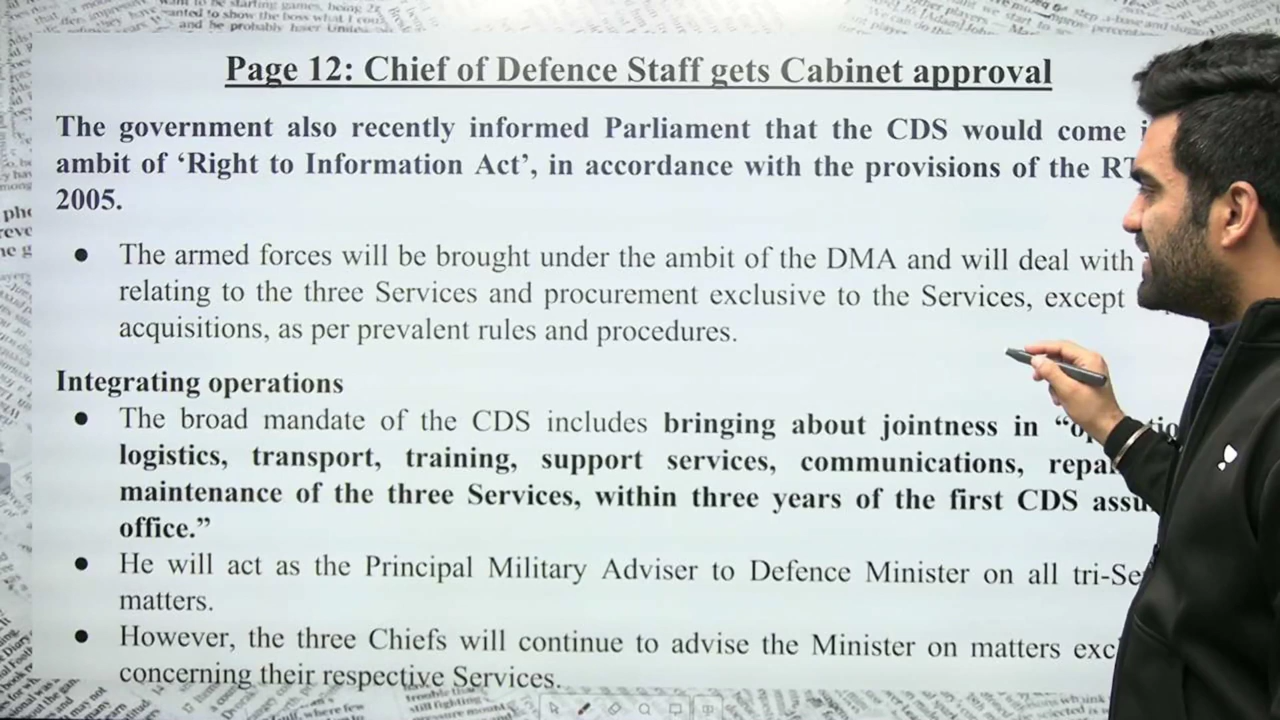 Page 12: Chief of Defence Staff gets Cabinet approval
The government also recently informed Parliament that the CDS would come
ambit of ‘Right to Information Act’, in accordance with the provisions of the
2005.
● The armed forces will be brought under the ambit of the DMA and will deal with
relating to the three Services and procurement exclusive to the Services, except
acquisitions, as per prevalent rules and procedures.
Integrating operations
● The broad mandate of the CDS includes bringing about jointness in
logistics, transport, training, support services, communications,
maintenance of the three Services, within three years of the first CDS
office.”
● He will act as the Principal Military Adviser to Defence Minister on all
matters.
● However, the three Chiefs will continue to advise the Minister on matters
concerning their respective Services.